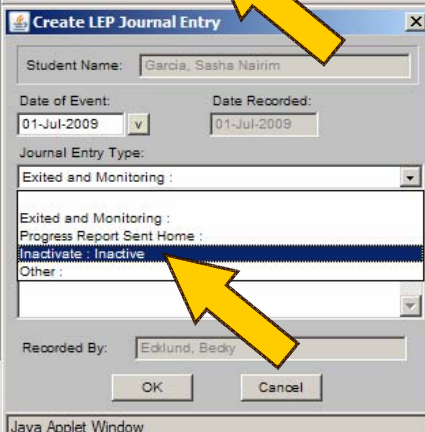 Create LEP Journal Entry
Student Name: Garcia, Sasha Nairim
Date of Event: Date Recorded:
01-Jul-2009 v 01-Jul-2009
Journal Entry Type:
Exited and Monitoring :
Exited and Monitoring :
Progress Report Sent Home :
Inactivate : Inactive
Other :
Recorded By: Edklund, Becky
OK Cancel
Java Applet Window